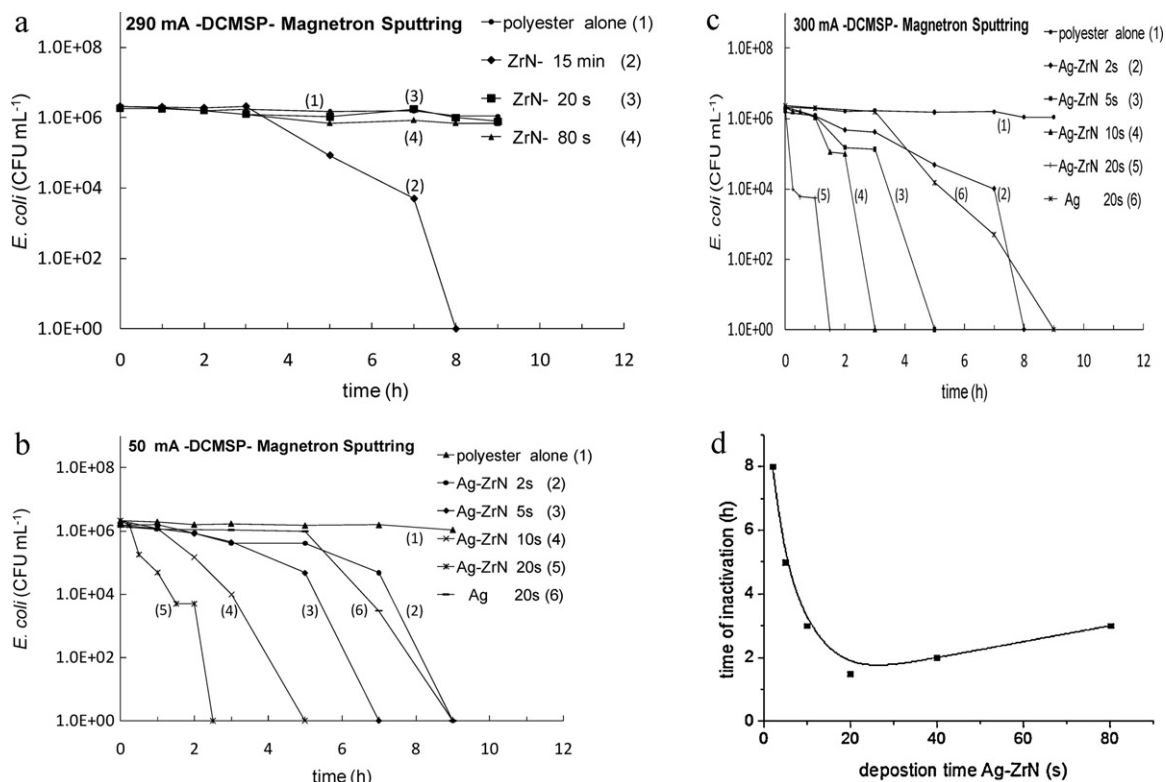 a
290 mA -DCMSP- Magnetron Sputtring
polyester alone (1)
ZrN- 15 min (2)
ZrN- 20 s (3)
ZrN- 80 s (4)
1.0E+08
1.0E+06
1.0E+04
1.0E+02
1.0E+00
E. coli (CFU mL-1)
(1)
(3)
(4)
(2)
0 2 4 6 8 10 12
time (h)
c
300 mA -DCMSP- Magnetron Sputtring
polyester alone (1)
Ag-ZrN 2s (2)
Ag-ZrN 5s (3)
Ag-ZrN 10s (4)
Ag-ZrN 20s (5)
Ag 20s (6)
1.0E+08
1.0E+06
1.0E+04
1.0E+02
1.0E+00
E. coli (CFU mL-1)
(1)
(5) (4) (3) (6) (2)
0 2 4 6 8 10 12
time (h)
b
50 mA -DCMSP- Magnetron Sputtring
polyester alone (1)
Ag-ZrN 2s (2)
Ag-ZrN 5s (3)
Ag-ZrN 10s (4)
Ag-ZrN 20s (5)
Ag 20s (6)
1.0E+08
1.0E+06
1.0E+04
1.0E+02
1.0E+00
E. coli (CFU mL-1)
(1)
(5) (4) (3) (6) (2)
0 2 4 6 8 10 12
time (h)
d
8
6
4
2
0
time of inactivation (h)
0 20 40 60 80
depostion time Ag-ZrN (s)